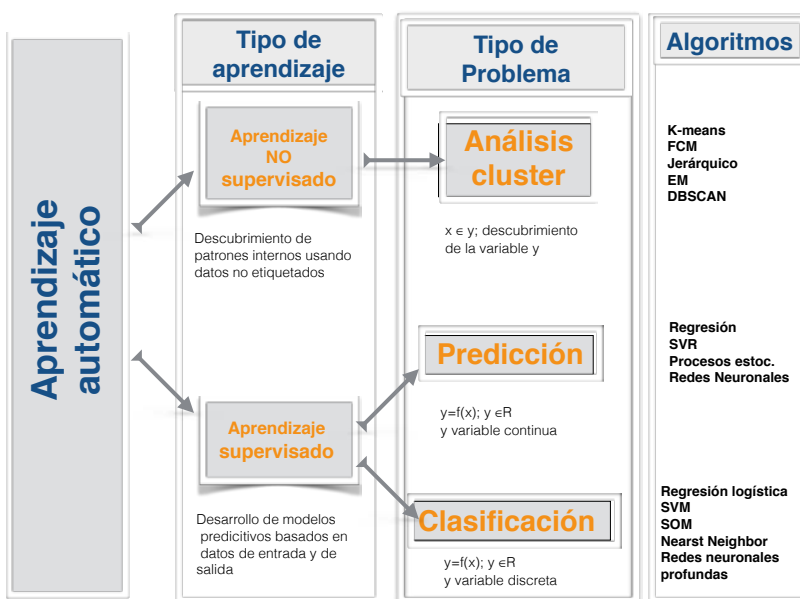 Aprendizaje
automático
Tipo de
aprendizaje
Aprendizaje
NO
supervisado
Descubrimiento de
patrones internos usando
datos no etiquetados
Aprendizaje
supervisado
Desarrollo de modelos
predicitivos basados en
datos de entrada y de
salida
Tipo de
Problema
Análisis
cluster
x ∈ y; descubrimiento
de la variable y
Predicción
y=f(x); y ∈R
y variable continua
Clasificación
y=f(x); y ∈R
y variable discreta
Algoritmos
K-means
FCM
Jerárquico
EM
DBSCAN
Regresión
SVR
Procesos estoc.
Redes Neuronales
Regresión logística
SVM
SOM
Nearst Neighbor
Redes neuronales
profundas